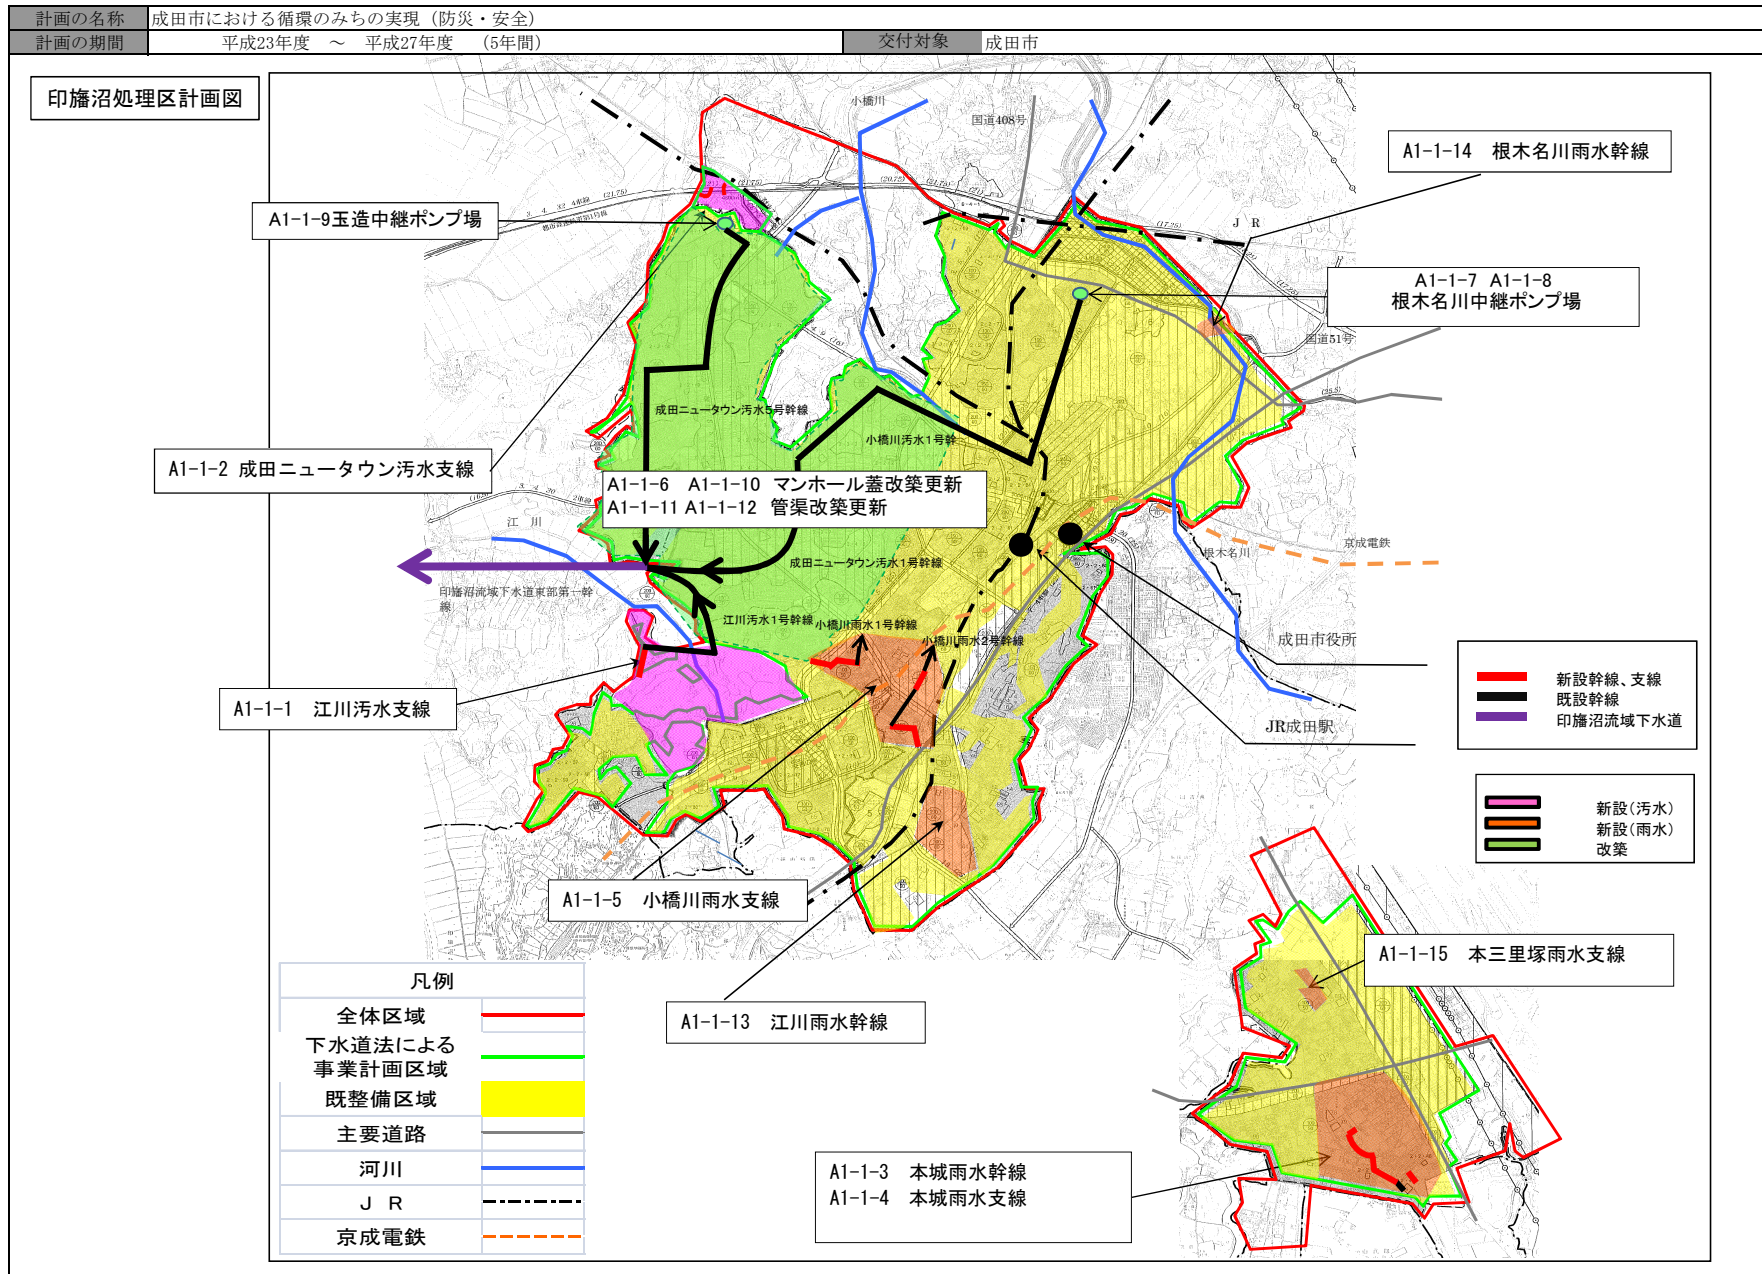 計画の名称 成田市における循環のみちの実現（防災・安全）
計画の期間 平成23年度 ～ 平成27年度 （5年間） 交付対象 成田市
印旛沼処理区計画図
小橋川
国道408号
A1-1-14 根木名川雨水幹線
A1-1-9玉造中継ポンプ場
J R
A1-1-7 A1-1-8
根木名川中継ポンプ場
国道51号
成田ニュータウン汚水5号幹線
小橋川汚水1号幹
A1-1-2 成田ニュータウン汚水支線
A1-1-6 A1-1-10 マンホール蓋改築更新
A1-1-11 A1-1-12 管渠改築更新
江 川
京成電鉄
根木名川
成田ニュータウン汚水1号幹線
印旛沼流域下水道東部第一幹
線
江川汚水1号幹線
小橋川雨水1号幹線
小橋川雨水2号幹線
成田市役所
A1-1-1 江川汚水支線
JR成田駅
新設幹線、支線
既設幹線
印旛沼流域下水道
新設（汚水）
新設（雨水）
改築
A1-1-5 小橋川雨水支線
A1-1-15 本三里塚雨水支線
A1-1-13 江川雨水幹線
凡例
全体区域
下水道法による
事業計画区域
既整備区域
主要道路
河川
J R
京成電鉄
A1-1-3 本城雨水幹線
A1-1-4 本城雨水支線